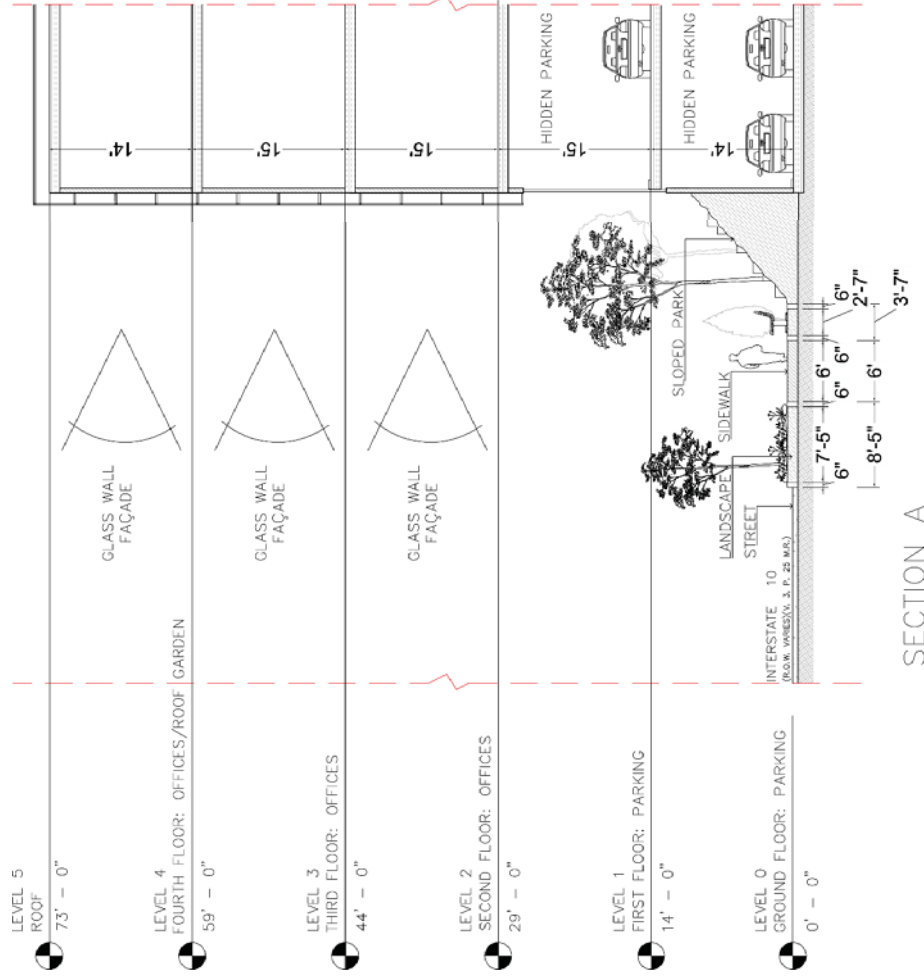 LEVEL 5
ROOF
73' - 0"
LEVEL 4
FOURTH FLOOR: OFFICES/ROOF GARDEN
59' - 0"
LEVEL 3
THIRD FLOOR: OFFICES
44' - 0"
LEVEL 2
SECOND FLOOR: OFFICES
29' - 0"
LEVEL 1
FIRST FLOOR: PARKING
14' - 0"
LEVEL 0
GROUND FLOOR: PARKING
0' - 0"
GLASS WALL
FAÇADE
GLASS WALL
FAÇADE
GLASS WALL
FAÇADE
14'
15'
15'
15'
14'
HIDDEN PARKING
HIDDEN PARKING
SLOPED PARK
SIDEWALK
LANDSCAPE
STREET
INTERSTATE 10
(R.O.W. VARIES)(V. 3, P. 25 M.R.)
6"
7'-5"
6"
6'
6"
2'-7"
6"
8'-5"
6'
3'-7"
SECTION A